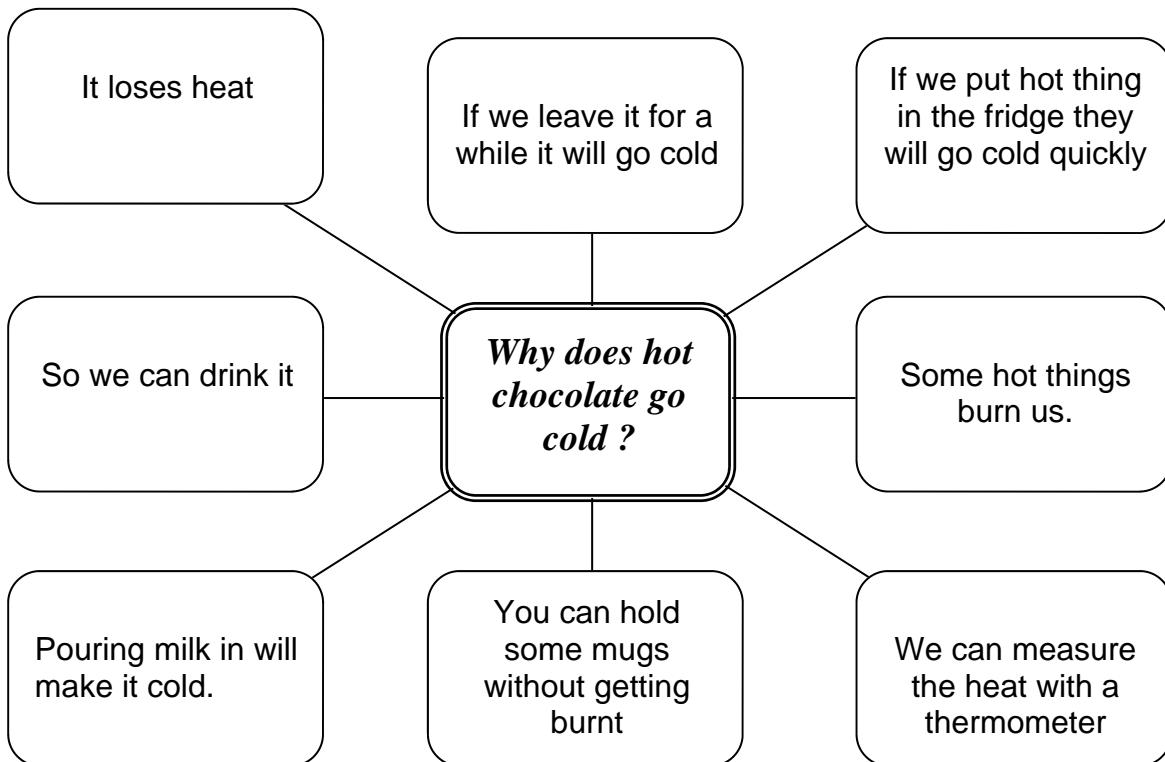 It loses heat
If we leave it for a
while it will go cold
If we put hot thing
in the fridge they
will go cold quickly
So we can drink it
Why does hot
chocolate go
cold ?
Some hot things
burn us.
Pouring milk in will
make it cold.
You can hold
some mugs
without getting
burnt
We can measure
the heat with a
thermometer